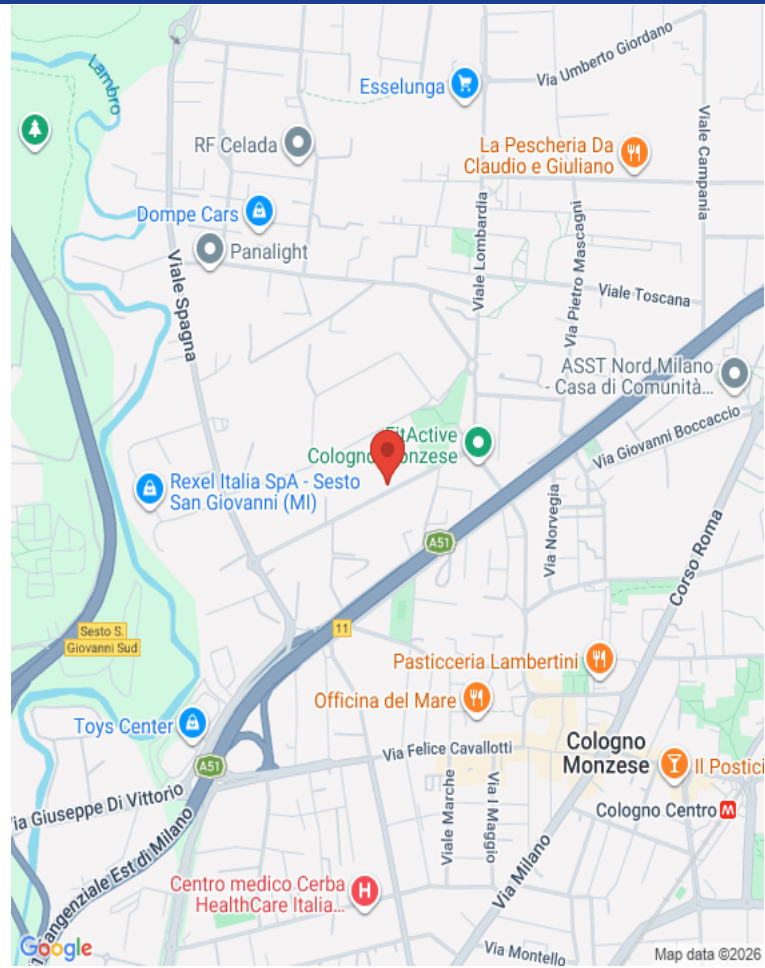 Lambro
Esselunga
Via Umberto Giordano
RF Celada
La Pescheria Da
Claudio e Giuliano
Viale Campania
Dompe Cars
Panalight
Viale Spagna
Viale Lombardia
Via Pietro Mascagni
Viale Toscana
ASST Nord Milano
- Casa di Comunità...
FitActive
Cologno Monzese
Via Giovanni Boccaccio
Rexel Italia SpA - Sesto
San Giovanni (MI)
A51
Via Norvegia
Corso Roma
Sesto S.
Giovanni Sud
11
Pasticceria Lambertini
Officina del Mare
Toys Center
Via Felice Cavallotti
Cologno
Monzese
Il Postici
A51
Via Giuseppe Di Vittorio
Viale Marche
Via I Maggio
Cologno Centro M
Tangenziale Est di Milano
Via Milano
Centro medico Cerba
HealthCare Italia...
H
Google
Via Montello
Map data ©2026